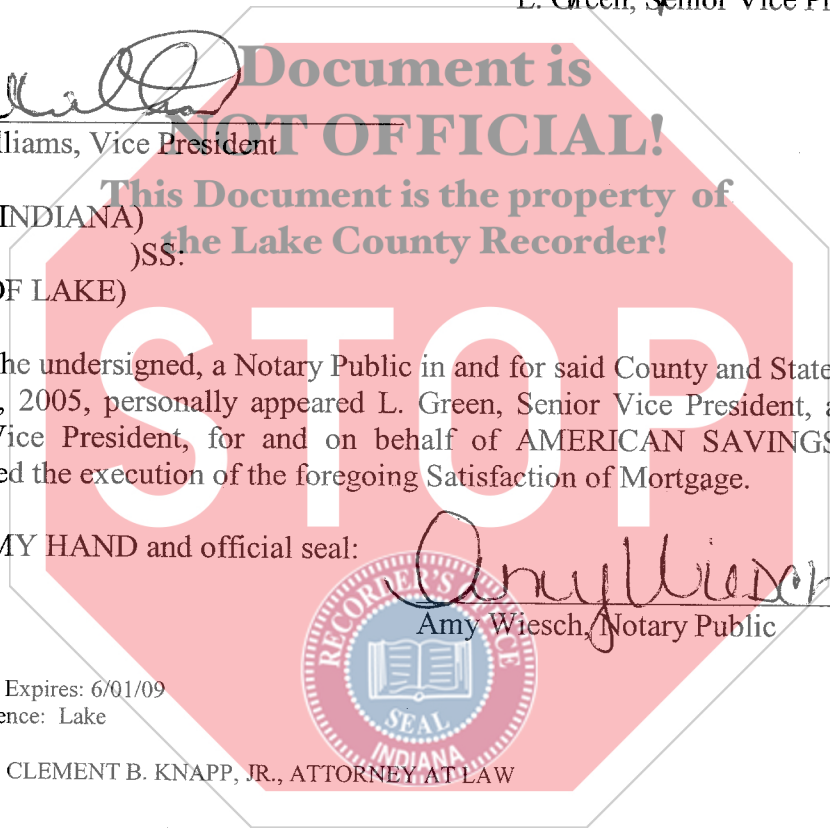 L. Green, Senior Vice Pr
Document is
NOT OFFICIAL!
lliams, Vice President
This Document is the property of
INDIANA)
the Lake County Recorder!
)SS:
OF LAKE)
STOP
he undersigned, a Notary Public in and for said County and State
, 2005, personally appeared L. Green, Senior Vice President, a
Vice President, for and on behalf of AMERICAN SAVINGS
ed the execution of the foregoing Satisfaction of Mortgage.
MY HAND and official seal:
Amy Wiesch
Amy Wiesch, Notary Public
RECORDER'S OFFICE
SEAL
INDIANA
Expires: 6/01/09
ence: Lake
CLEMENT B. KNAPP, JR., ATTORNEY AT LAW